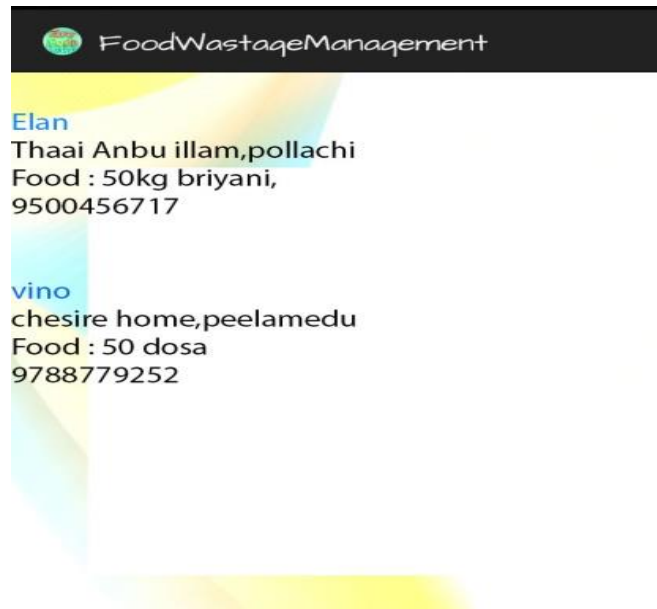 FoodWastageManagement
Elan
Thaai Anbu illam,pollachi
Food : 50kg briyani,
9500456717
vino
chesire home,peelamedu
Food : 50 dosa
9788779252